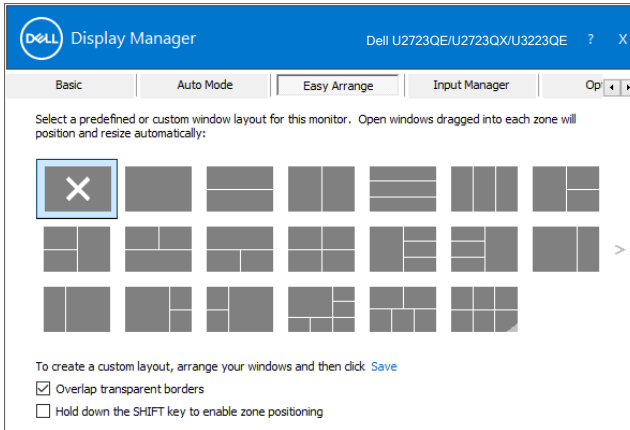 DELL Display Manager
Dell U2723QE/U2723QX/U3223QE ? X
Basic Auto Mode Easy Arrange Input Manager Op
Select a predefined or custom window layout for this monitor. Open windows dragged into each zone will
position and resize automatically:
To create a custom layout, arrange your windows and then click Save
Overlap transparent borders
Hold down the SHIFT key to enable zone positioning